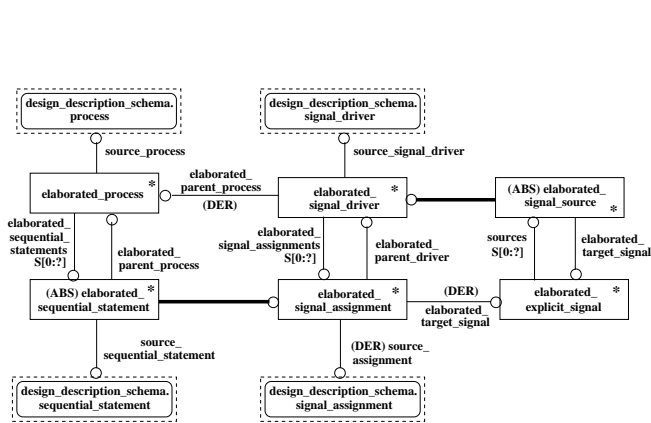 design_description_schema.
process
design_description_schema.
signal_driver
source_process
source_signal_driver
elaborated_process *
elaborated_
parent_process
(DER)
elaborated_ *
signal_driver
(ABS) elaborated_
signal_source *
elaborated_
sequential_
statements
S[0:?]
elaborated_
parent_process
elaborated_
signal_assignments
S[0:?]
elaborated_
parent_driver
sources
S[0:?]
elaborated_
target_signal
(ABS) elaborated_ *
sequential_statement
elaborated_ *
signal_assignment
(DER)
elaborated_
target_signal
elaborated_ *
explicit_signal
source_
sequential_statement
(DER) source_
assignment
design_description_schema.
sequential_statement
design_description_schema.
signal_assignment